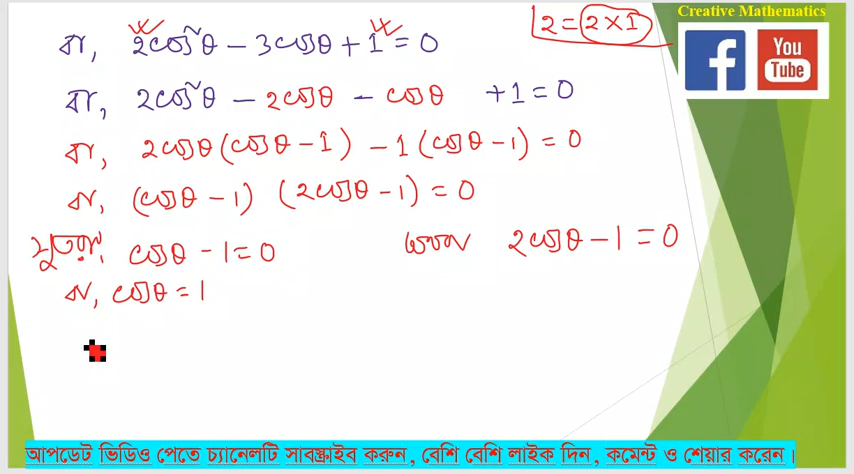 Creative Mathematics
বা, 2cos²θ - 3cosθ + 1 = 0
2 = 2 × 1
f You Tube
বা, 2cos²θ - 2cosθ - cosθ + 1 = 0
বা, 2cosθ(cosθ - 1) - 1(cosθ - 1) = 0
বা, (cosθ - 1) (2cosθ - 1) = 0
সুতরাং, cosθ - 1 = 0 অথবা 2cosθ - 1 = 0
বা, cosθ = 1
আপডেট ভিডিও পেতে চ্যানেলটি সাবস্ক্রাইব করুন, বেশি বেশি লাইক দিন, কমেন্ট ও শেয়ার করেন।